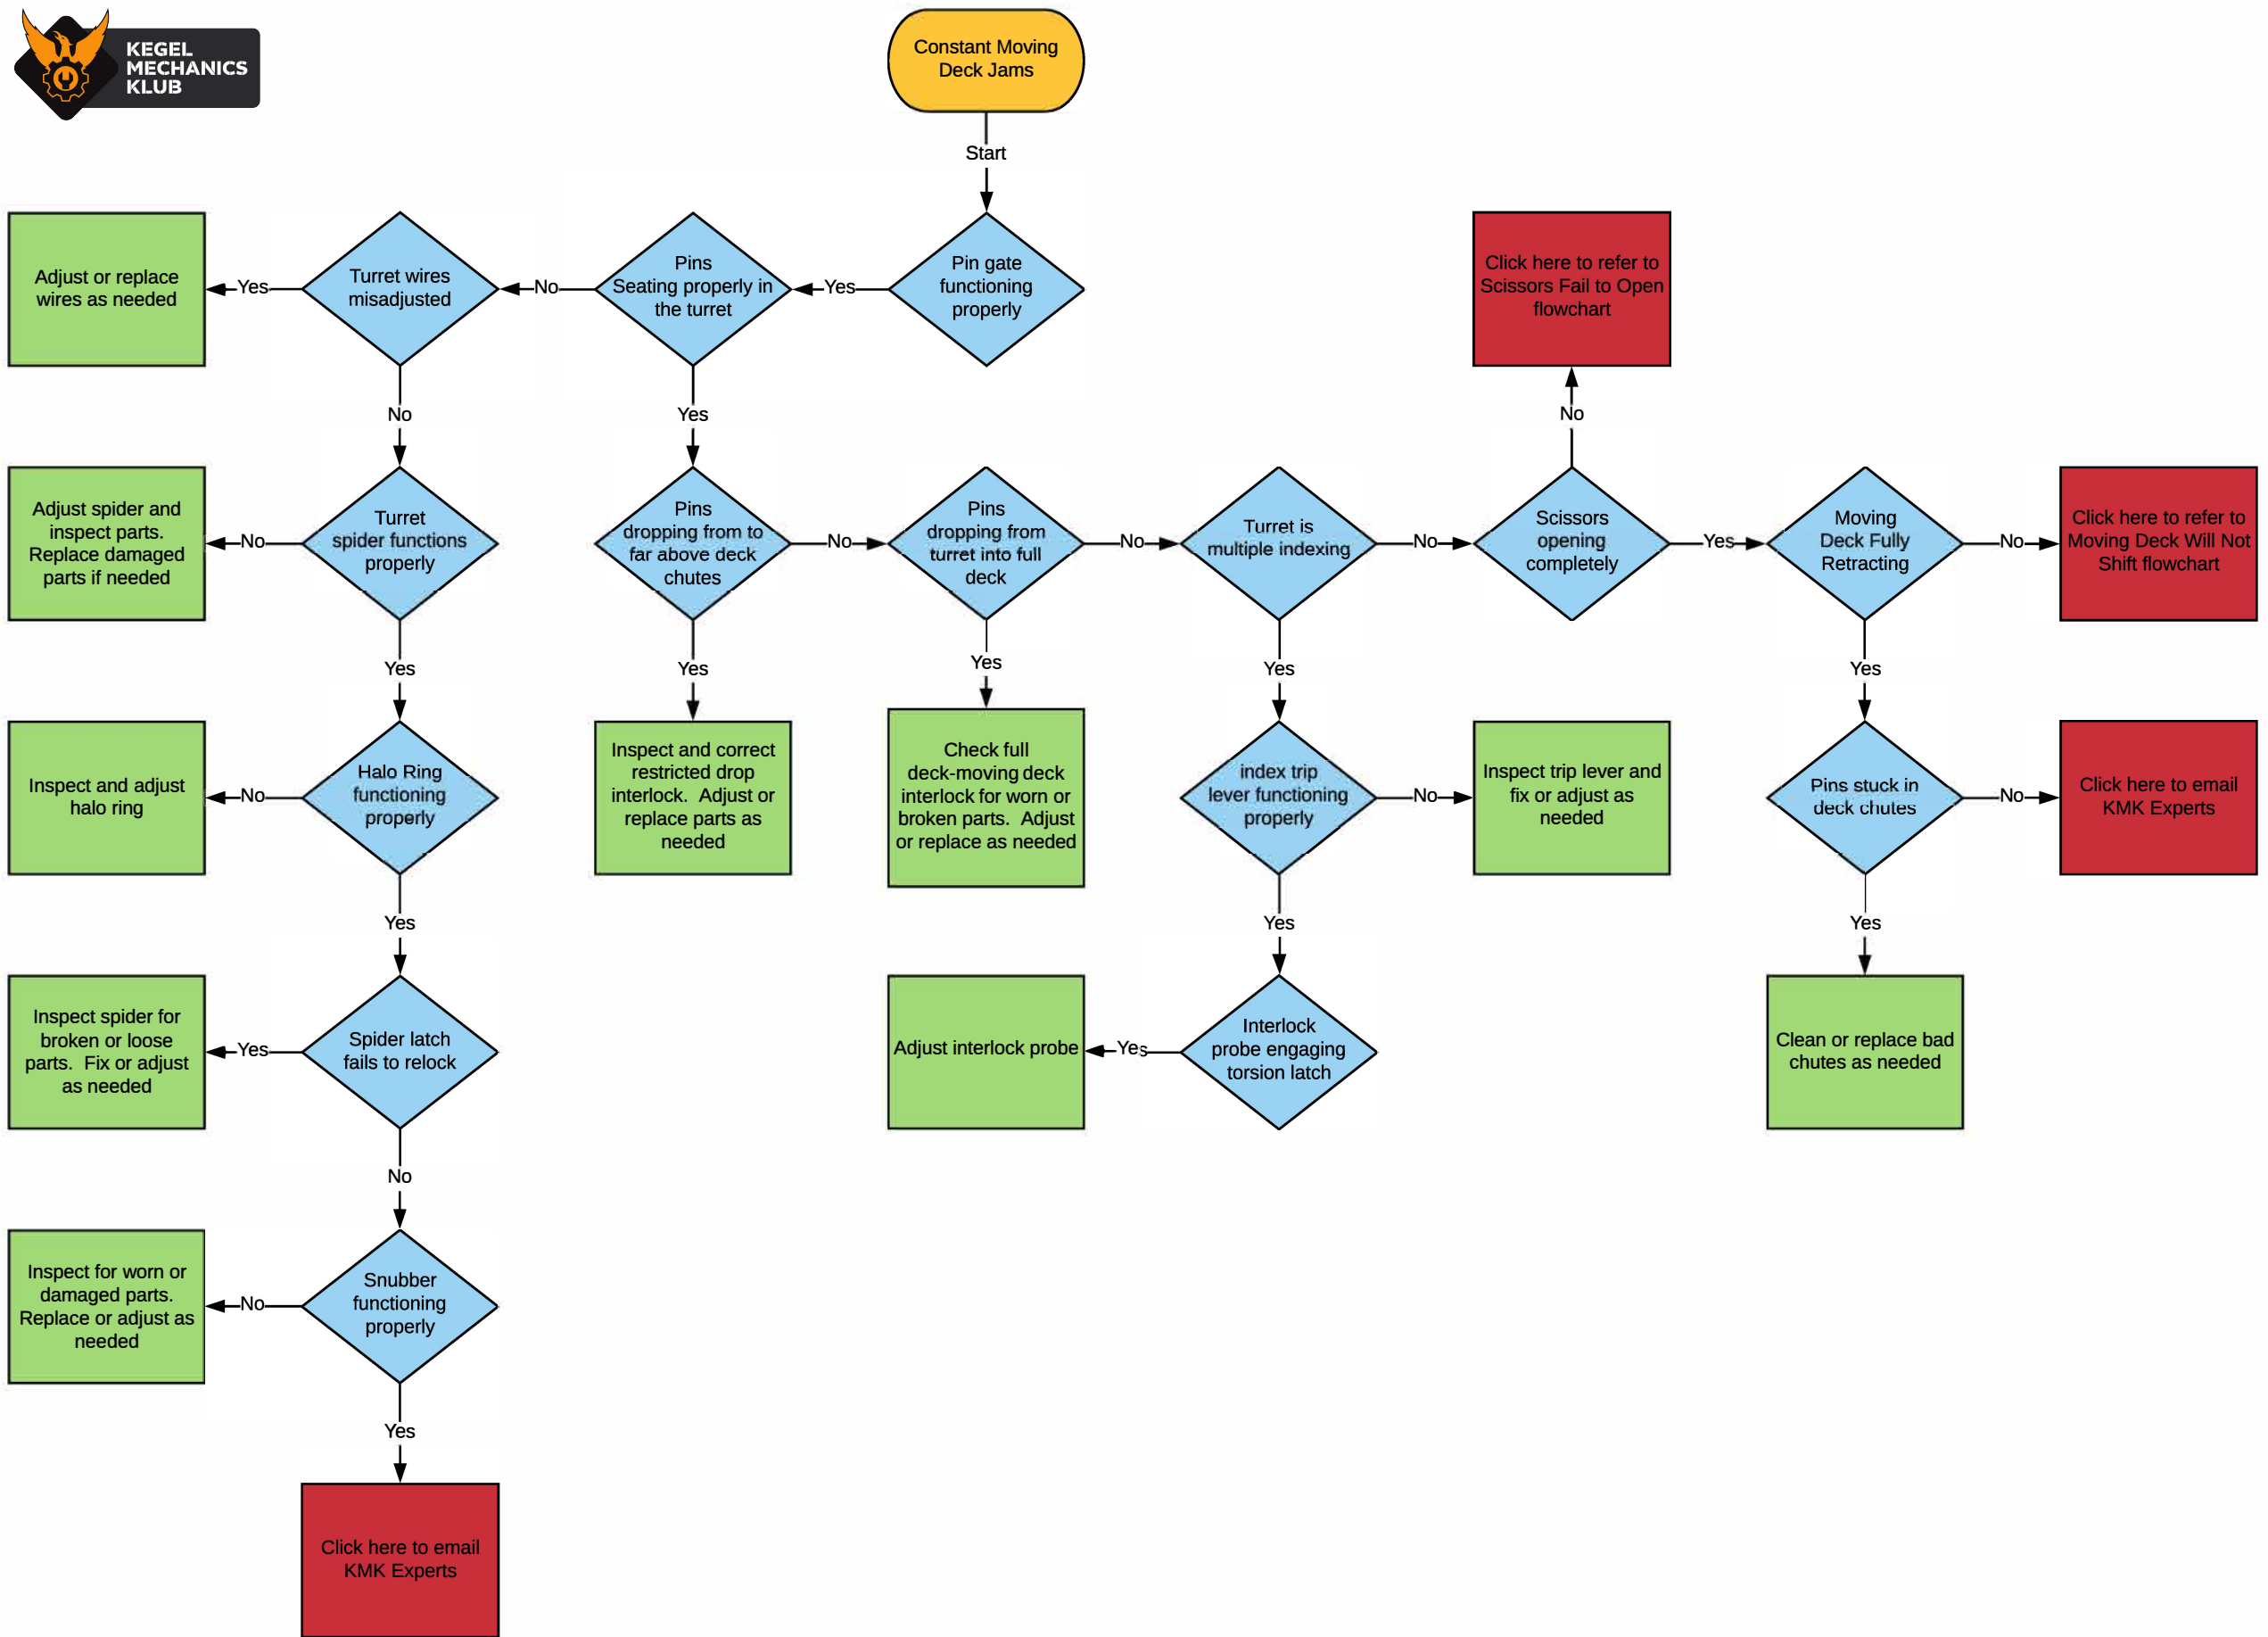 KEGEL
MECHANICS
KLUB
Constant Moving
Deck Jams
Start
Adjust or replace
wires as needed
Yes
Turret wires
misadjusted
No
Pins
Seating properly in
the turret
Yes
Pin gate
functioning
properly
Click here to refer to
Scissors Fail to Open
flowchart
No
Yes
No
Adjust spider and
inspect parts.
Replace damaged
parts if needed
No
Turret
spider functions
properly
Pins
dropping from to
far above deck
chutes
No
Pins
dropping from
turret into full
deck
No
Turret is
multiple indexing
No
Scissors
opening
completely
Yes
Moving
Deck Fully
Retracting
No
Click here to refer to
Moving Deck Will Not
Shift flowchart
Yes
Yes
Yes
Yes
Yes
Inspect and adjust
halo ring
No
Halo Ring
functioning
properly
Inspect and correct
restricted drop
interlock. Adjust or
replace parts as
needed
Check full
deck-moving deck
interlock for worn or
broken parts. Adjust
or replace as needed
index trip
lever functioning
properly
No
Inspect trip lever and
fix or adjust as
needed
Pins stuck in
deck chutes
No
Click here to email
KMK Experts
Yes
Yes
Yes
Inspect spider for
broken or loose
parts. Fix or adjust
as needed
Yes
Spider latch
fails to relock
Adjust interlock probe
Yes
Interlock
probe engaging
torsion latch
Clean or replace bad
chutes as needed
No
Inspect for worn or
damaged parts.
Replace or adjust as
needed
No
Snubber
functioning
properly
Yes
Click here to email
KMK Experts